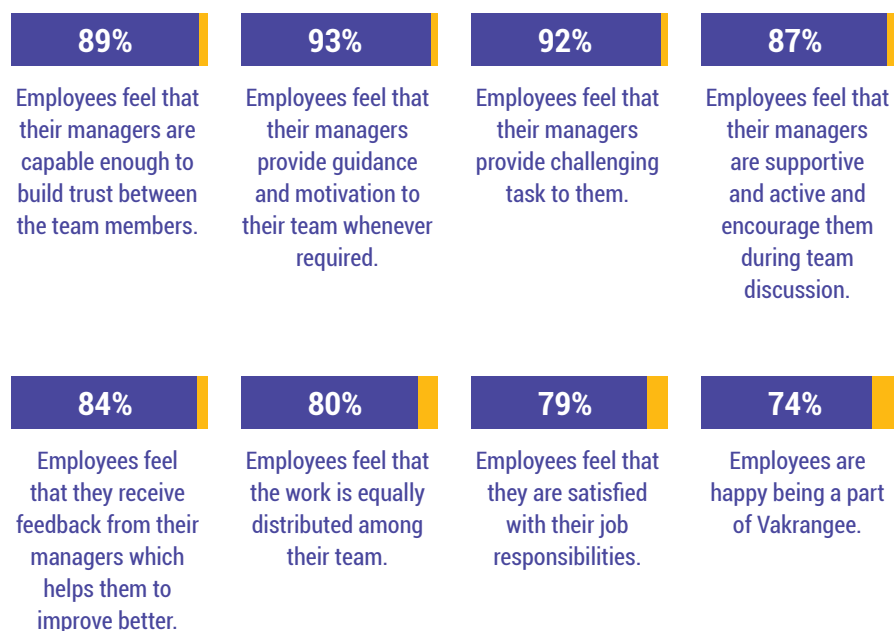 89%
Employees feel that
their managers are
capable enough to
build trust between
the team members.
93%
Employees feel that
their managers
provide guidance
and motivation to
their team whenever
required.
92%
Employees feel that
their managers
provide challenging
task to them.
87%
Employees feel that
their managers
are supportive
and active and
encourage them
during team
discussion.
84%
Employees feel
that they receive
feedback from their
managers which
helps them to
improve better.
80%
Employees feel that
the work is equally
distributed among
their team.
79%
Employees feel that
they are satisfied
with their job
responsibilities.
74%
Employees are
happy being a part
of Vakrangee.